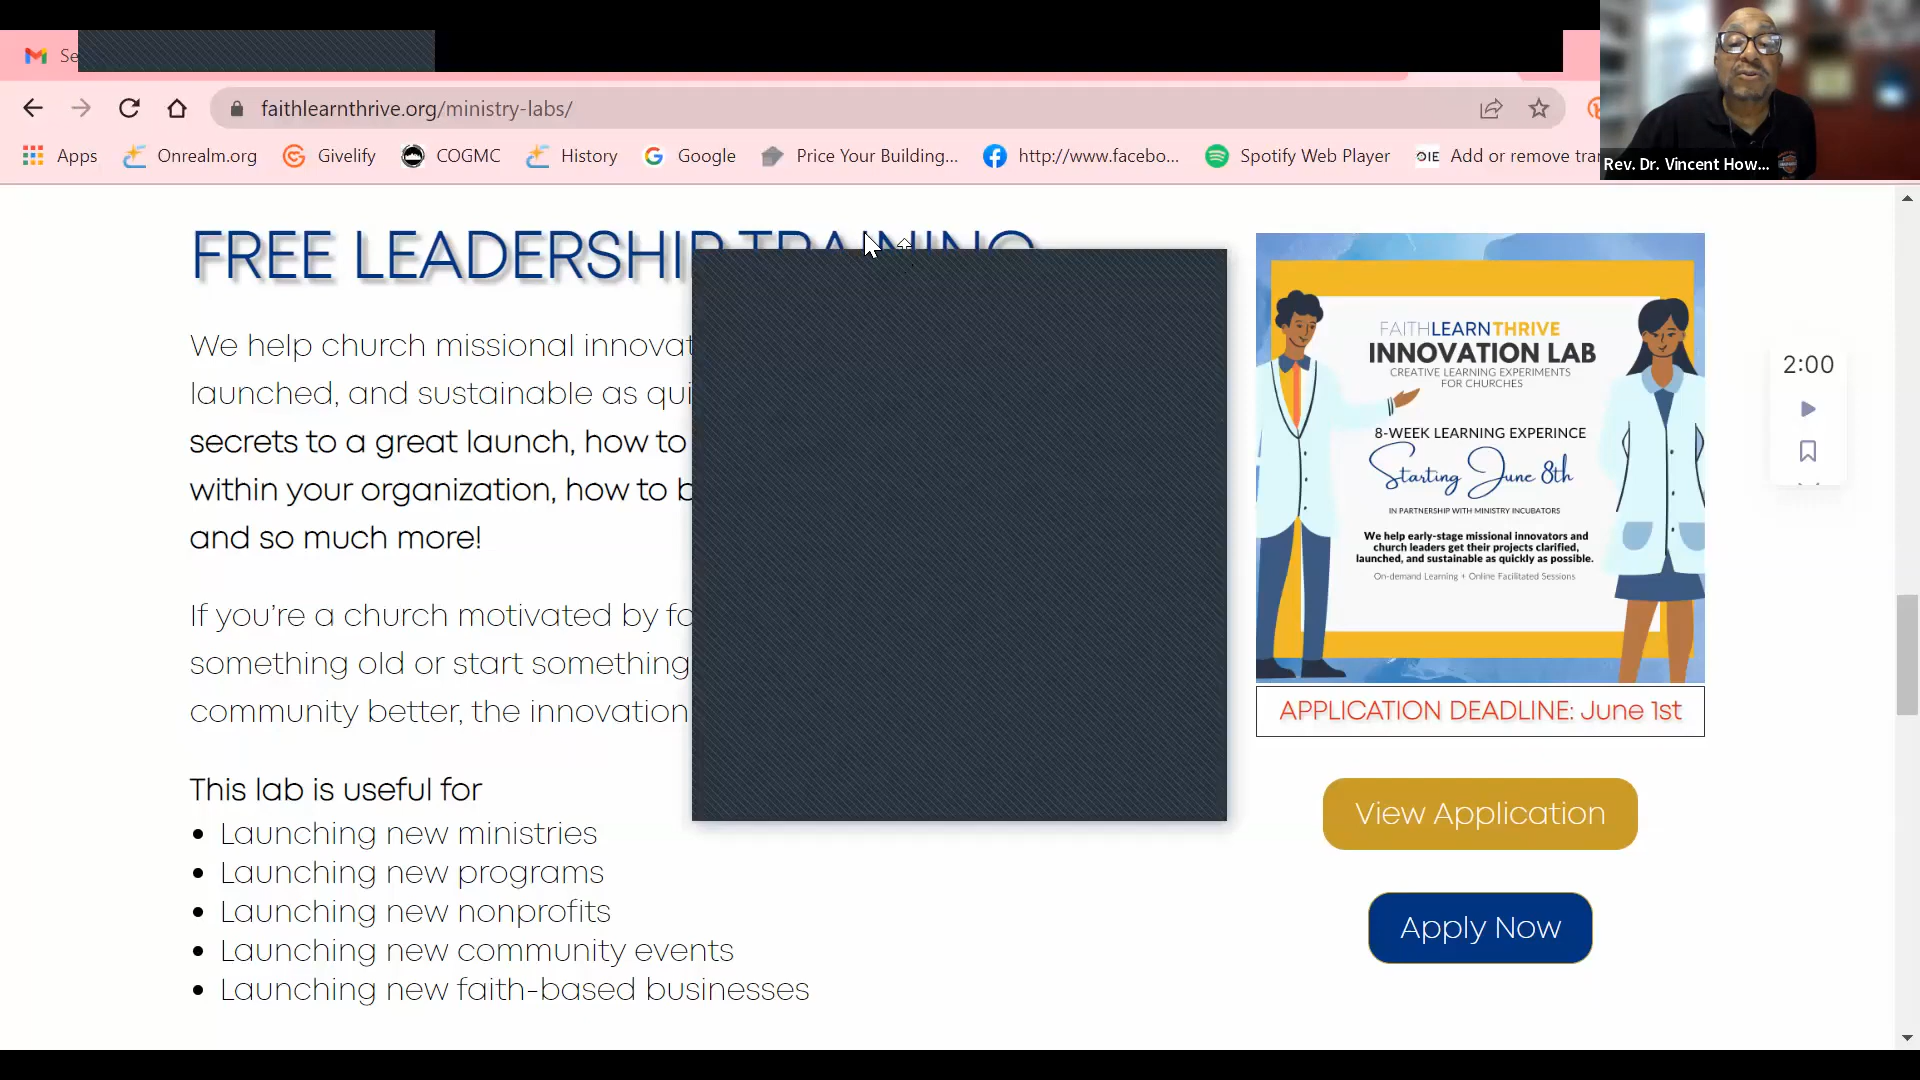 Se
faithlearnthrive.org/ministry-labs/
Apps
Onrealm.org
Givelify
COGMC
History
Google
Price Your Building...
http://www.facebo...
Spotify Web Player
OIE
Add or remove tra
Rev. Dr. Vincent How...
FREE LEADERSHIP TRAINING
We help church missional innovat
launched, and sustainable as qui
secrets to a great launch, how to
within your organization, how to b
and so much more!
If you're a church motivated by fa
something old or start something
community better, the innovation
This lab is useful for
• Launching new ministries
• Launching new programs
• Launching new nonprofits
• Launching new community events
• Launching new faith-based businesses
FAITHLEARNTHRIVE
INNOVATION LAB
CREATIVE LEARNING EXPERIMENTS
FOR CHURCHES
8-WEEK LEARNING EXPERINCE
Starting June 8th
IN PARTNERSHIP WITH MINISTRY INCUBATORS
We help early-stage missional innovators and
church leaders get their projects clarified,
launched, and sustainable as quickly as possible.
On-demand Learning + Online Facilitated Sessions
APPLICATION DEADLINE: June 1st
View Application
Apply Now
2:00